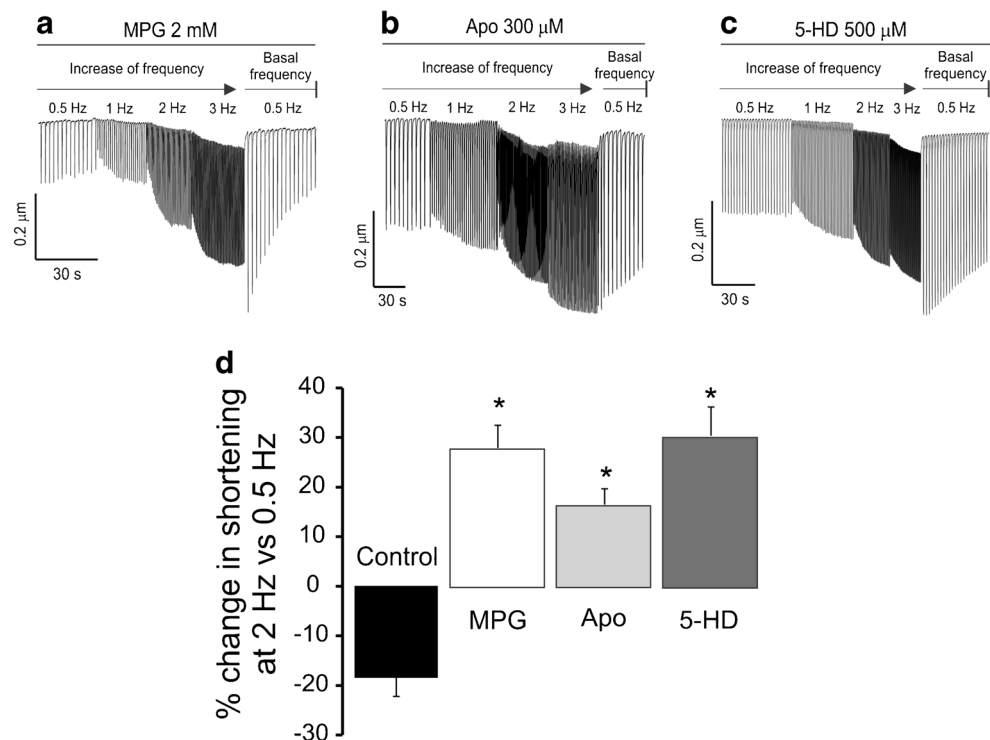 a
MPG 2 mM
Increase of frequency
Basal
frequency
0.5 Hz 1 Hz 2 Hz 3 Hz 0.5 Hz
0.2 μm
30 s
b
Apo 300 μM
Increase of frequency
Basal
frequency
0.5 Hz 1 Hz 2 Hz 3 Hz 0.5 Hz
0.2 μm
30 s
c
5-HD 500 μM
Increase of frequency
Basal
frequency
0.5 Hz 1 Hz 2 Hz 3 Hz 0.5 Hz
0.2 μm
30 s
d
% change in shortening
at 2 Hz vs 0.5 Hz
40
30
20
10
0
-10
-20
-30
Control
*
MPG
*
Apo
*
5-HD